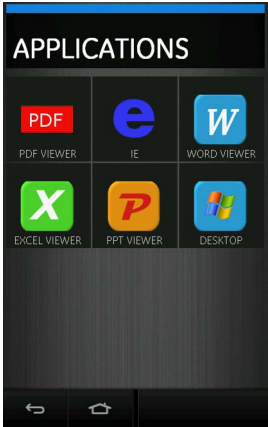 APPLICATIONS
PDF
e
W
PDF VIEWER
IE
WORD VIEWER
X
P
EXCEL VIEWER
PPT VIEWER
DESKTOP